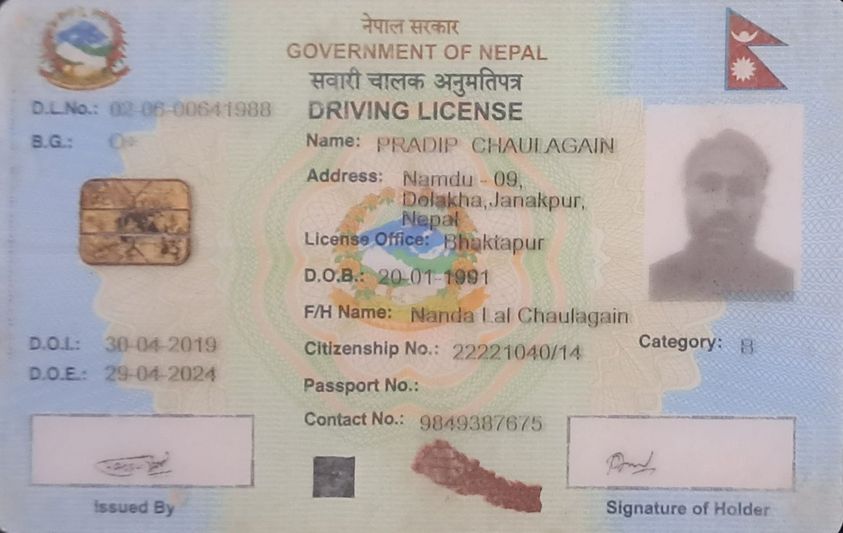 नेपाल सरकार
GOVERNMENT OF NEPAL
सवारी चालक अनुमतिपत्र
DRIVING LICENSE
D.L.No.: 02-06-00641988
B.G.: O+
Name: PRADIP CHAULAGAIN
Address: Namdu - 09,
Dolakha,Janakpur,
Nepal
License Office: Bhaktapur
D.O.B.: 20-01-1991
F/H Name: Nanda Lal Chaulagain
D.O.I.: 30-04-2019
Citizenship No.: 22221040/14
Category: B
D.O.E.: 29-04-2024
Passport No.:
Contact No.: 9849387675
Issued By
Signature of Holder